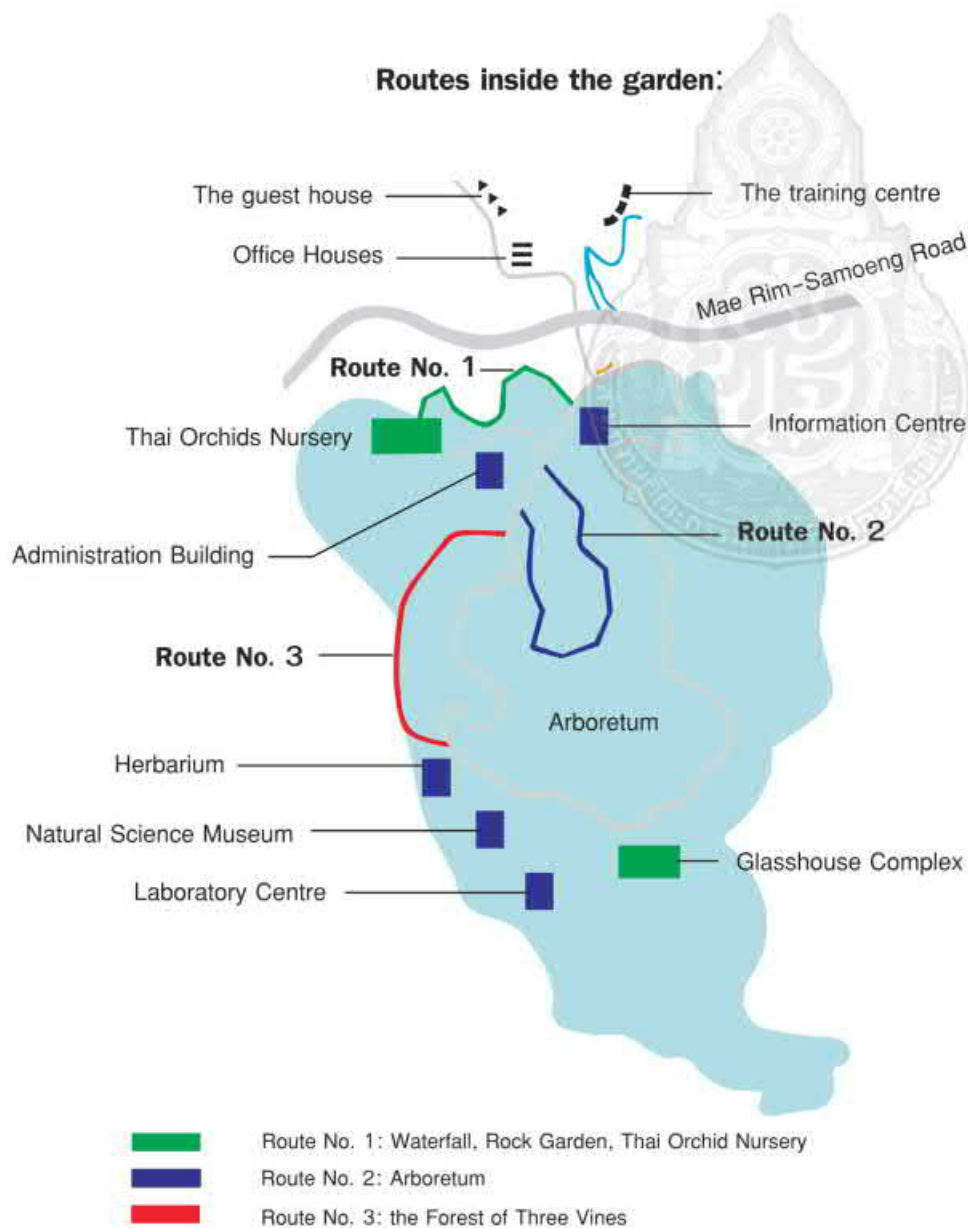 Routes inside the garden:
The guest house
The training centre
Office Houses
Mae Rim-Samoeng Road
Route No. 1
Thai Orchids Nursery
Information Centre
Administration Building
Route No. 2
Route No. 3
Arboretum
Herbarium
Natural Science Museum
Glasshouse Complex
Laboratory Centre
Route No. 1: Waterfall, Rock Garden, Thai Orchid Nursery
Route No. 2: Arboretum
Route No. 3: the Forest of Three Vines